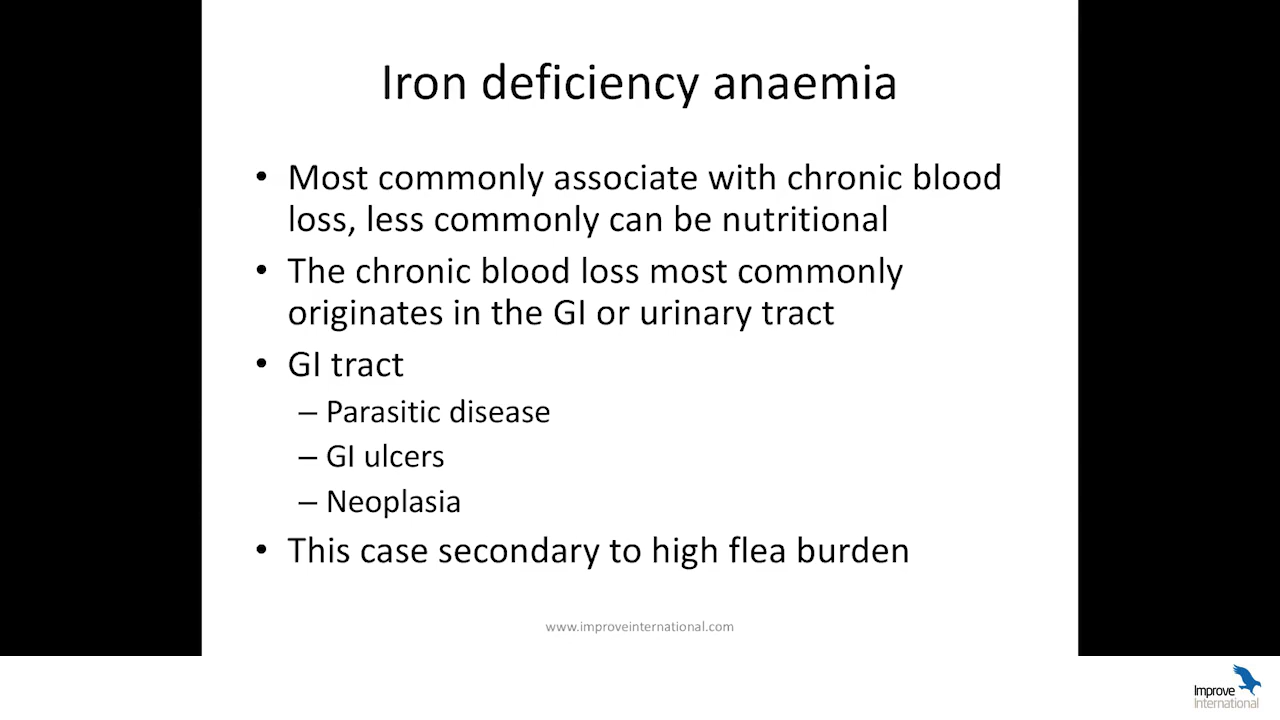 Iron deficiency anaemia
• Most commonly associate with chronic blood
loss, less commonly can be nutritional
• The chronic blood loss most commonly
originates in the GI or urinary tract
• GI tract
– Parasitic disease
– GI ulcers
– Neoplasia
• This case secondary to high flea burden
www.improveinternational.com
Improve
International